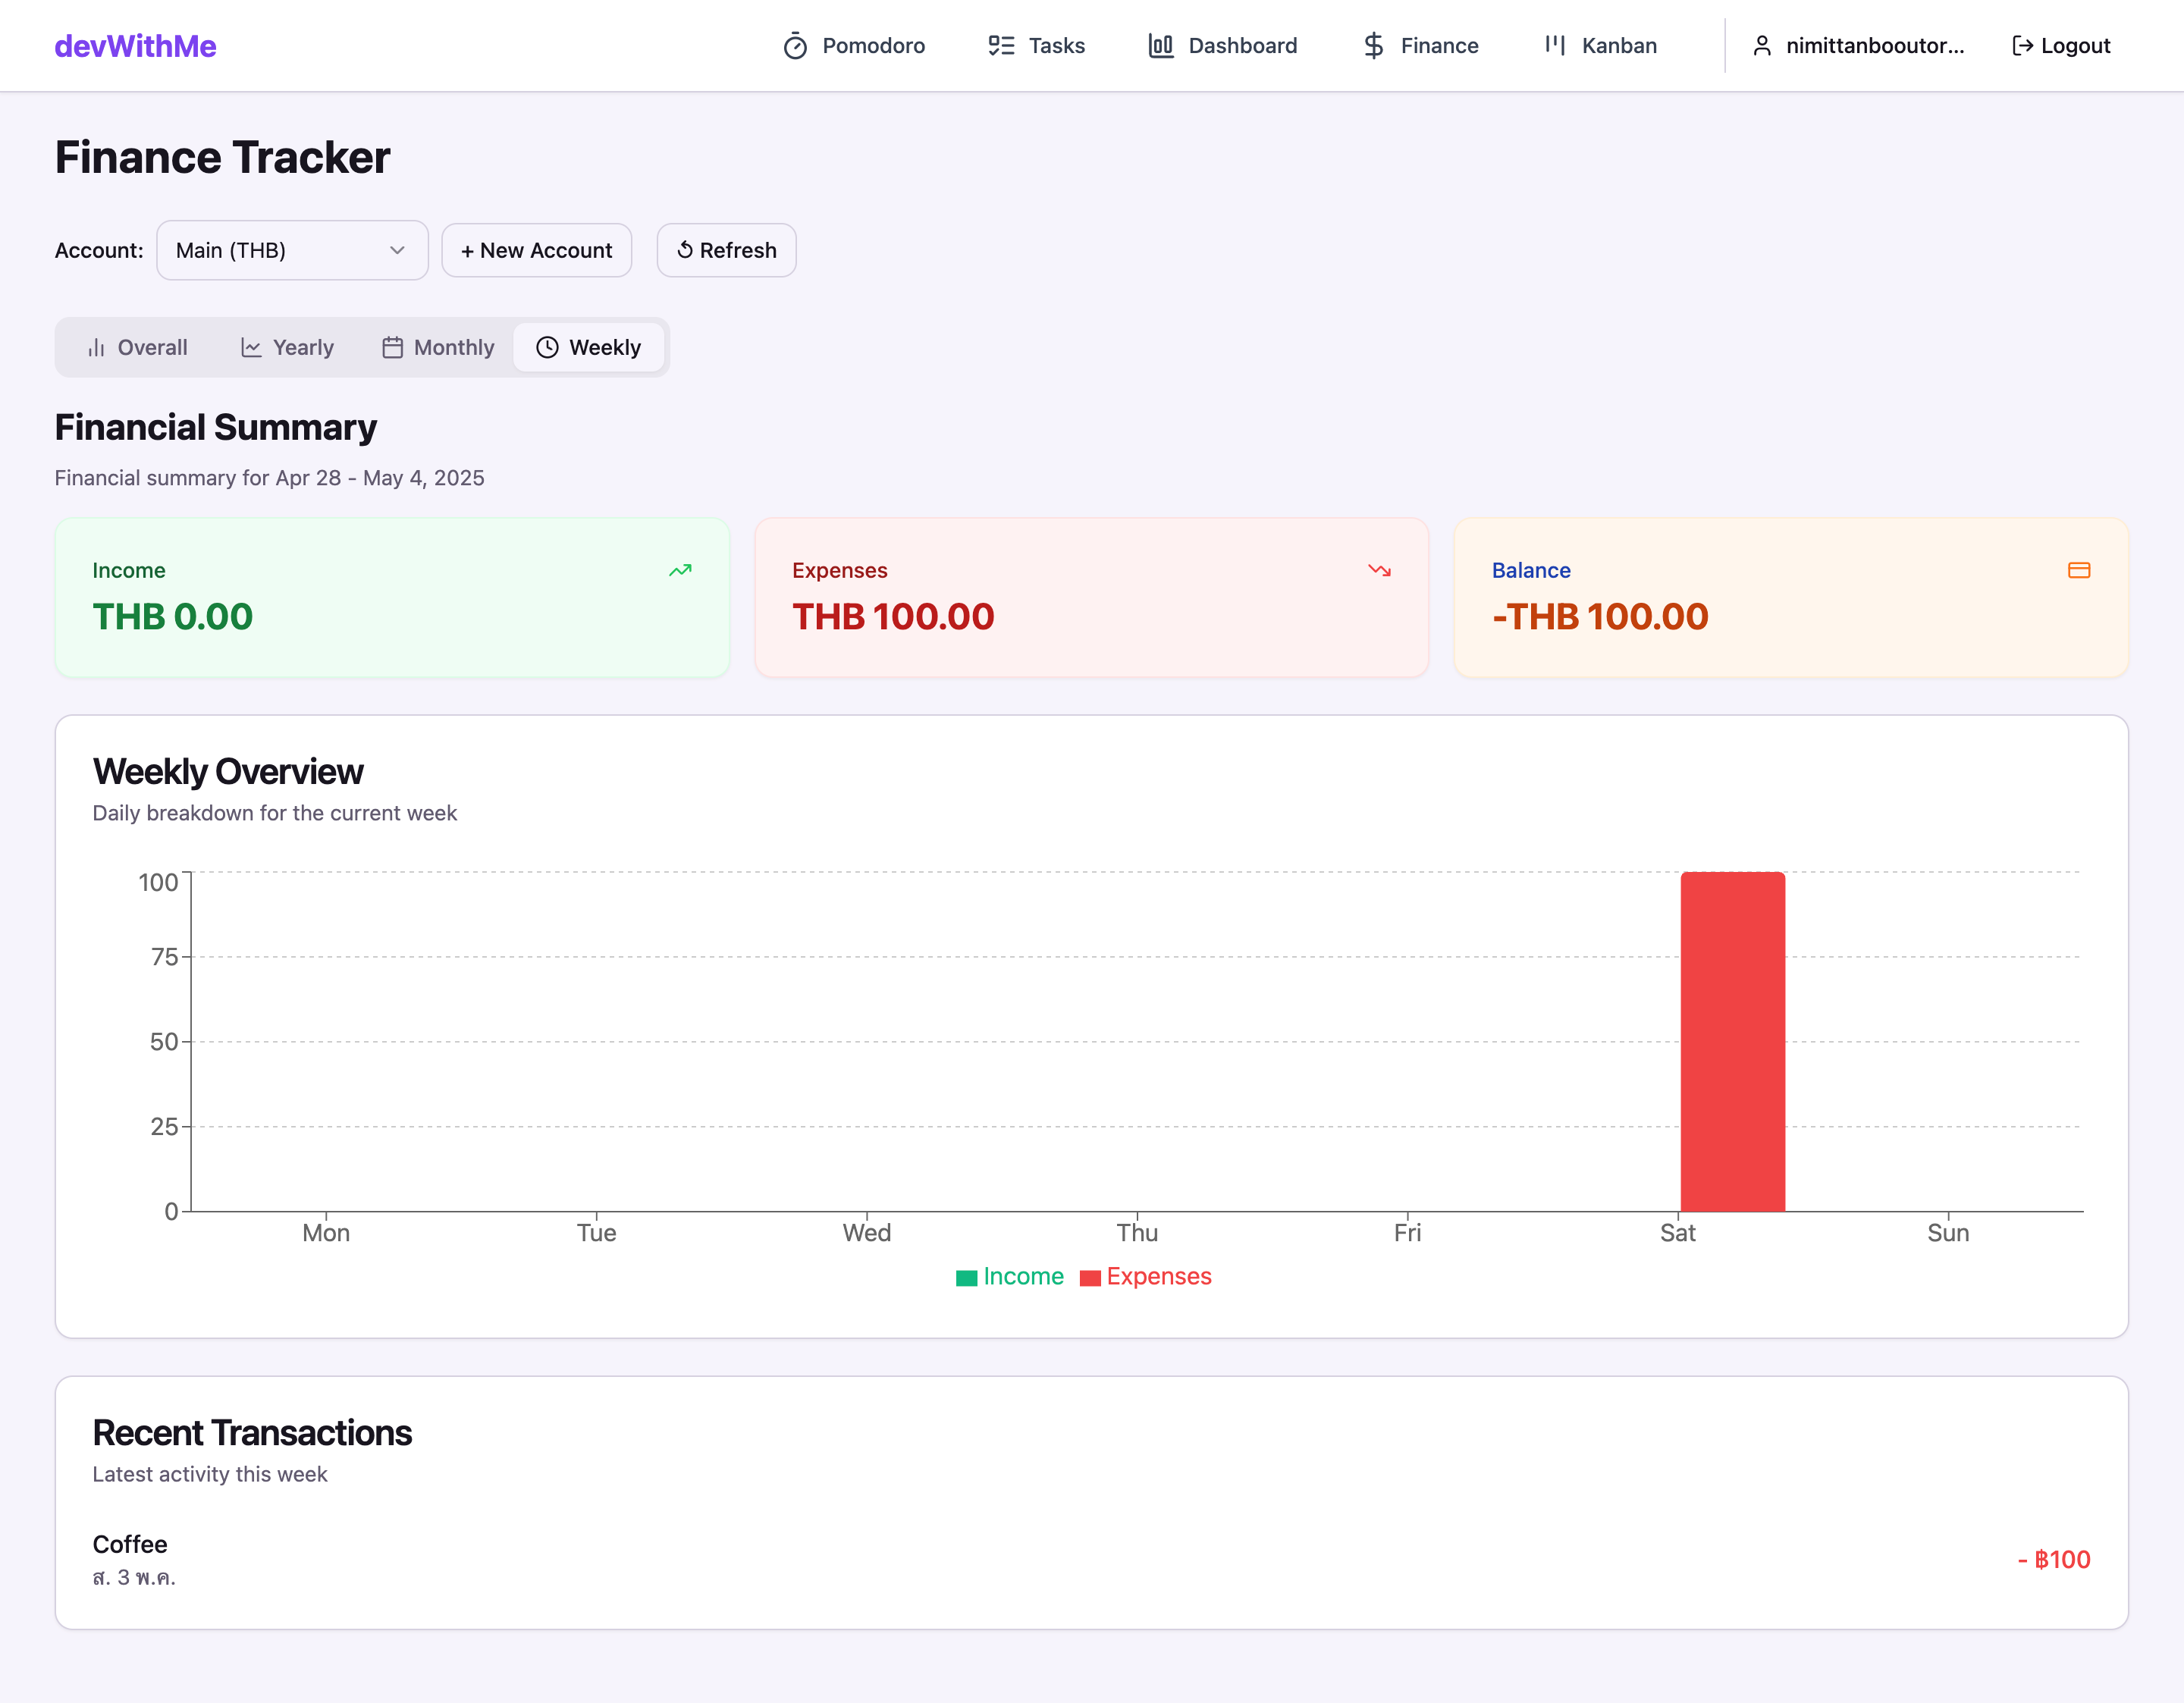 devWithMe
Pomodoro
Tasks
Dashboard
Finance
Kanban
nimittanbooutor...
Logout
Finance Tracker
Account:
Main (THB)
+ New Account
Refresh
Overall
Yearly
Monthly
Weekly
Financial Summary
Financial summary for Apr 28 - May 4, 2025
Income
THB 0.00
Expenses
THB 100.00
Balance
-THB 100.00
Weekly Overview
Daily breakdown for the current week
100
75
50
25
0
Mon
Tue
Wed
Thu
Fri
Sat
Sun
Income
Expenses
Recent Transactions
Latest activity this week
Coffee
ส. 3 พ.ค.
- ฿100